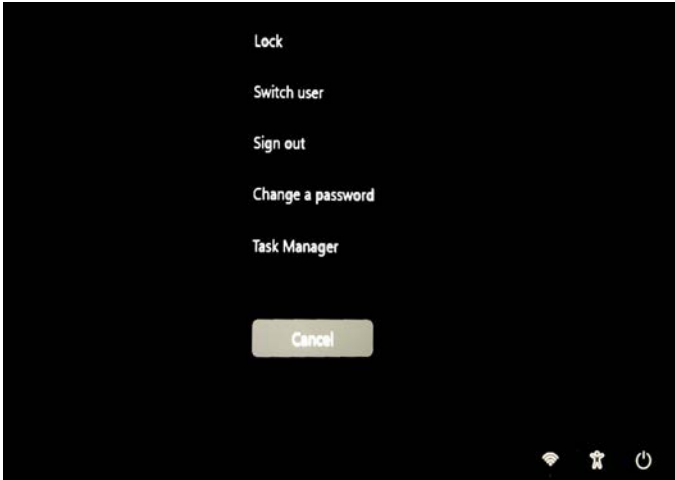 Lock
Switch user
Sign out
Change a password
Task Manager
Cancel